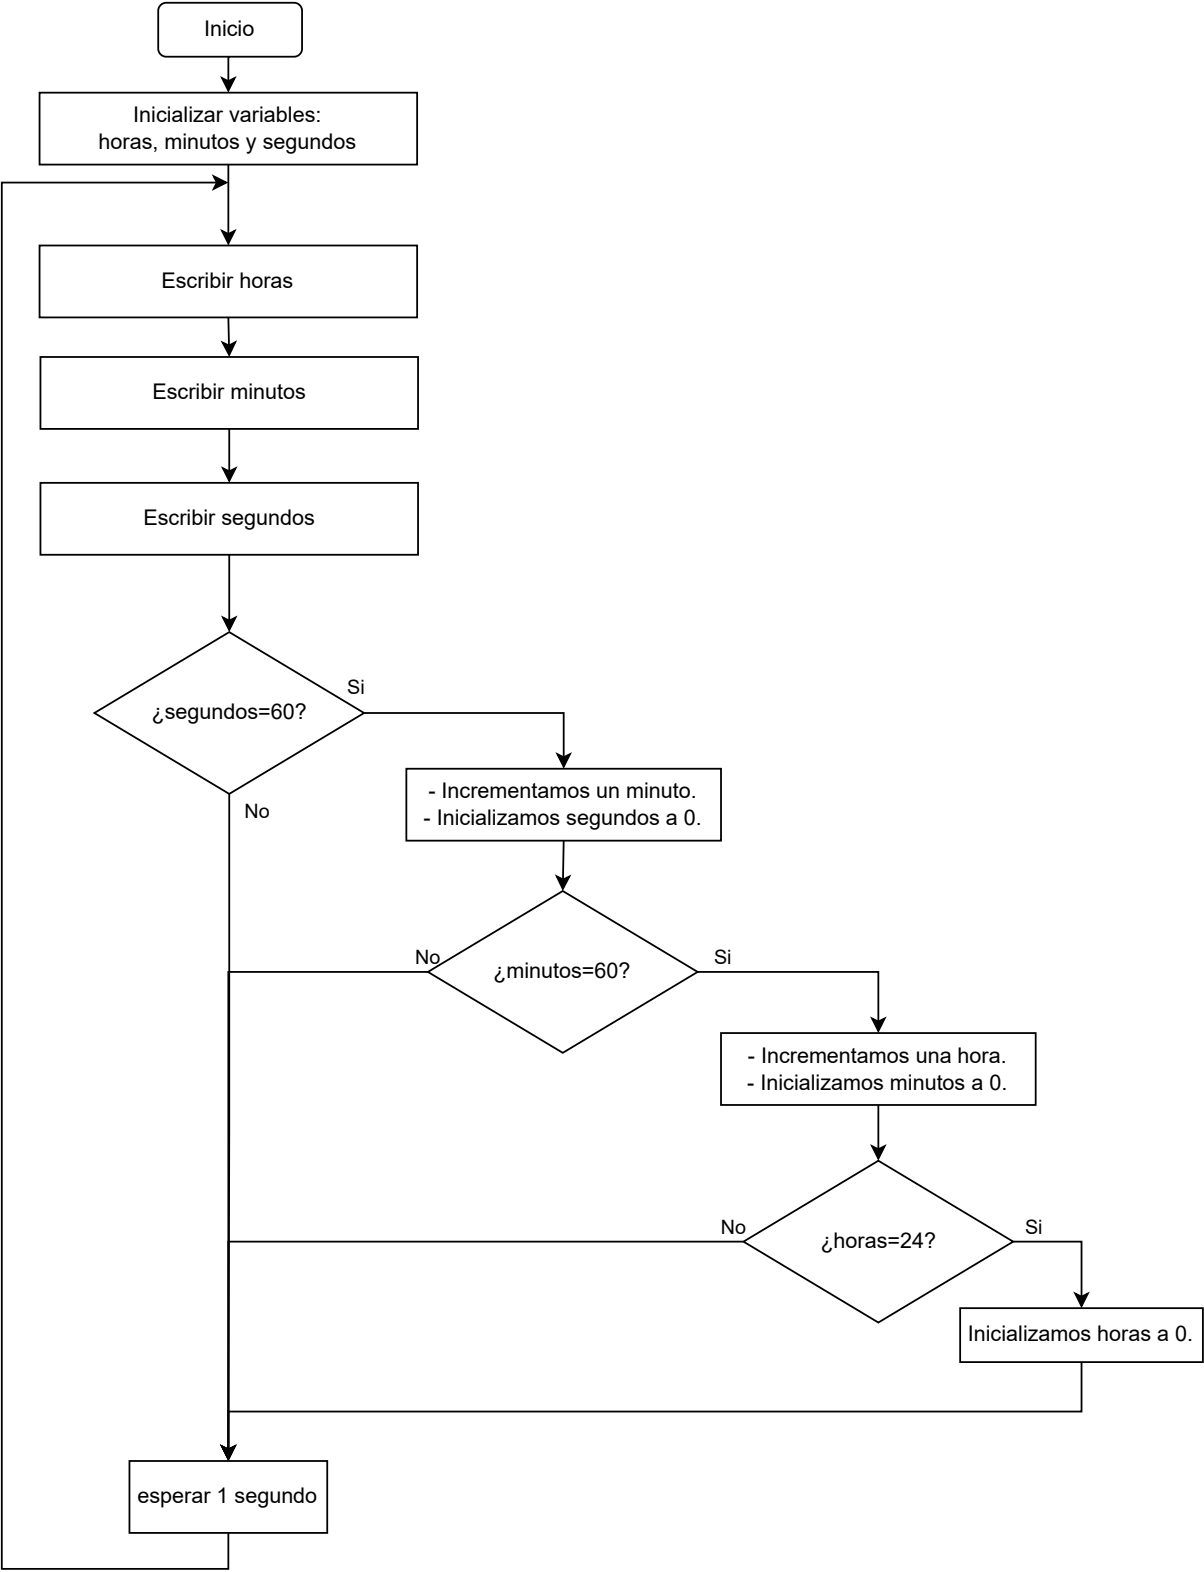 Inicio
Inicializar variables:
horas, minutos y segundos
Escribir horas
Escribir minutos
Escribir segundos
¿segundos=60?
Si
No
- Incrementamos un minuto.
- Inicializamos segundos a 0.
¿minutos=60?
No
Si
- Incrementamos una hora.
- Inicializamos minutos a 0.
¿horas=24?
No
Si
Inicializamos horas a 0.
esperar 1 segundo